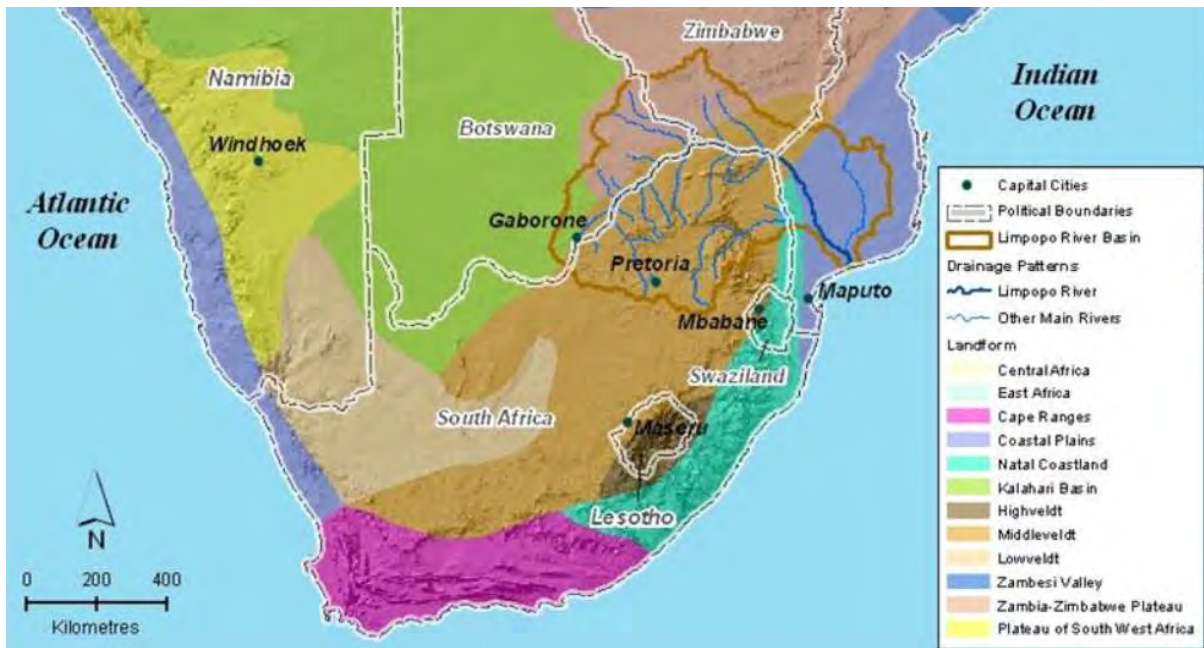 Zimbabwe
Indian
Ocean
Namibia
Botswana
Windhoek
Atlantic
Ocean
Gaborone
Pretoria
Maputo
Mbabane
Swaziland
South Africa
Maseru
Lesotho
N
0 200 400
Kilometres
Capital Cities
Political Boundaries
Limpopo River Basin
Drainage Patterns
Limpopo River
Other Main Rivers
Landform
Central Africa
East Africa
Cape Ranges
Coastal Plains
Natal Coastland
Kalahari Basin
Highveldt
Middleveldt
Lowveldt
Zambesi Valley
Zambia-Zimbabwe Plateau
Plateau of South West Africa